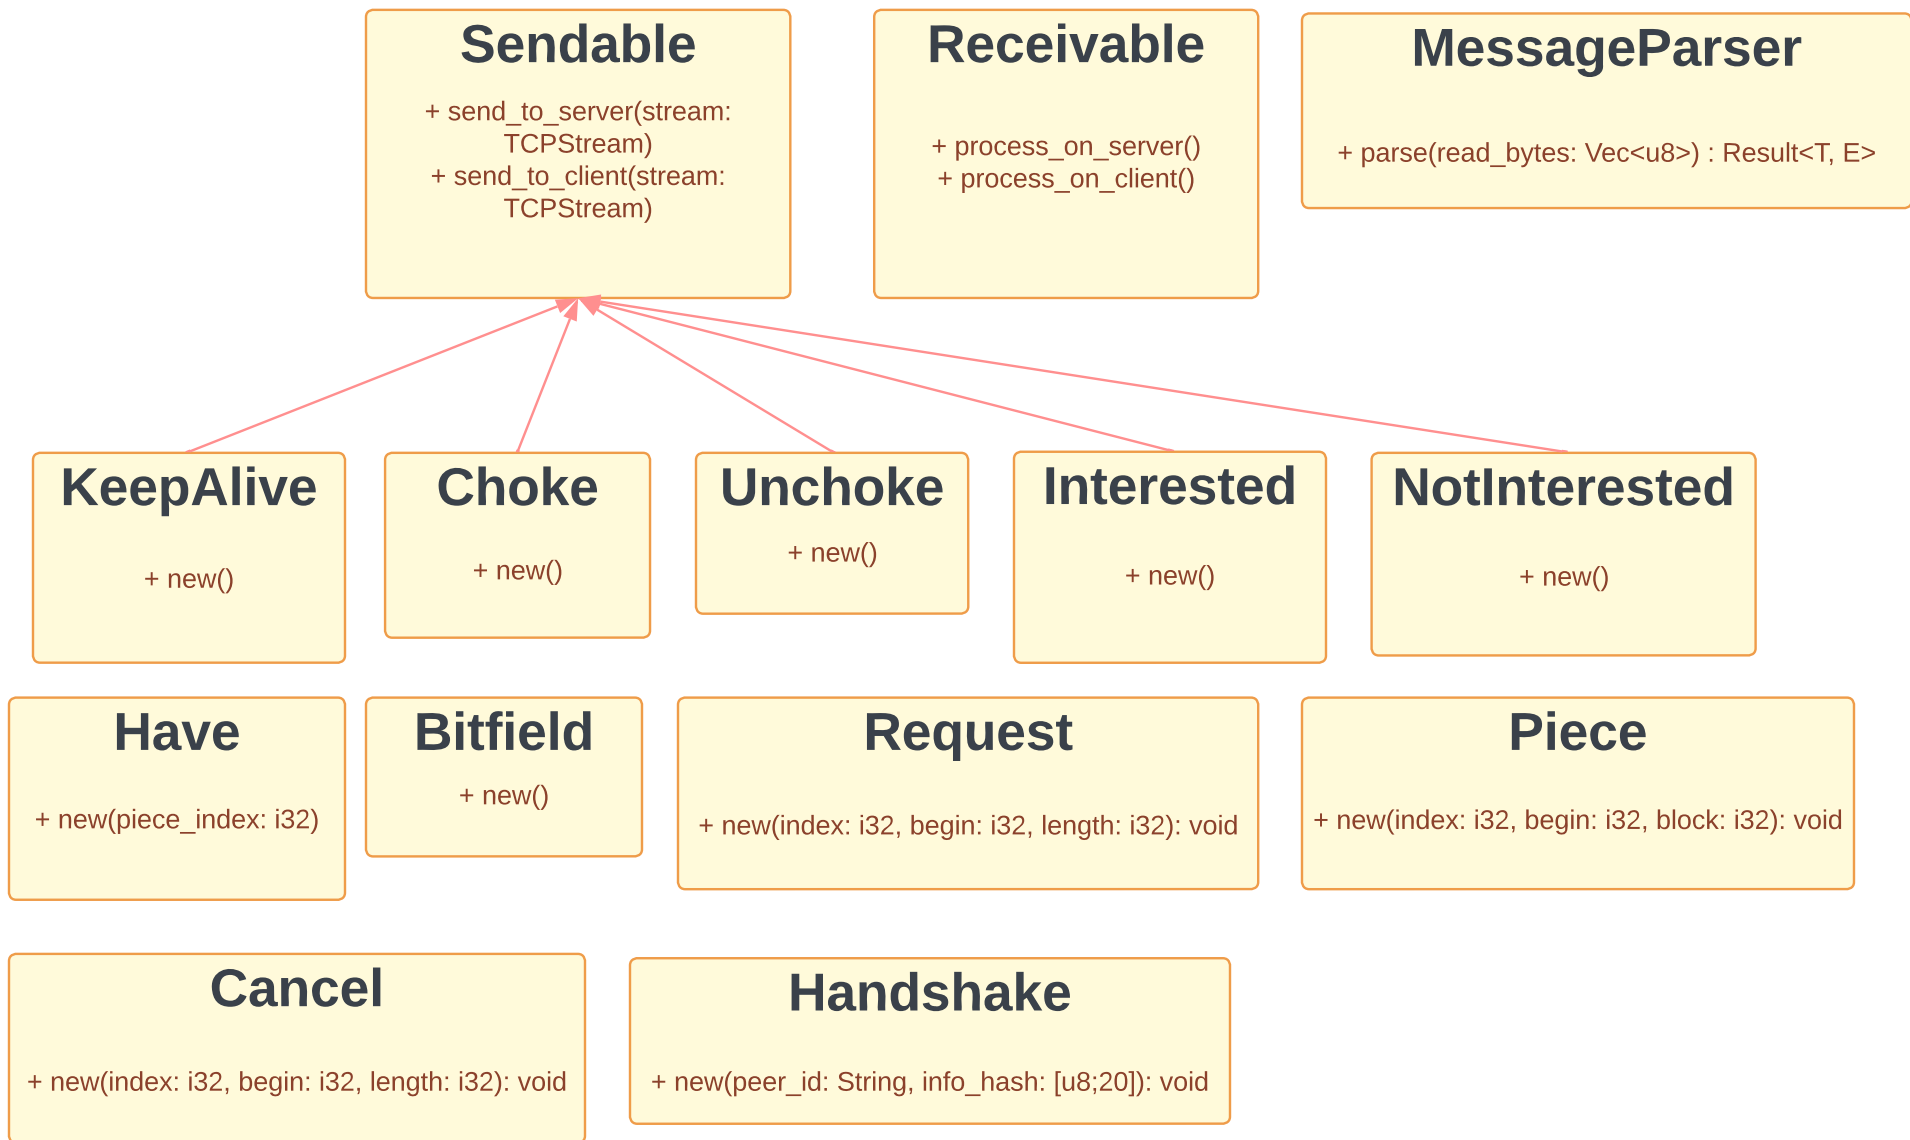 Sendable
+ send_to_server(stream:
TCPStream)
+ send_to_client(stream:
TCPStream)
Receivable
+ process_on_server()
+ process_on_client()
MessageParser
+ parse(read_bytes: Vec<u8>) : Result<T, E>
KeepAlive
+ new()
Choke
+ new()
Unchoke
+ new()
Interested
+ new()
NotInterested
+ new()
Have
+ new(piece_index: i32)
Bitfield
+ new()
Request
+ new(index: i32, begin: i32, length: i32): void
Piece
+ new(index: i32, begin: i32, block: i32): void
Cancel
+ new(index: i32, begin: i32, length: i32): void
Handshake
+ new(peer_id: String, info_hash: [u8;20]): void